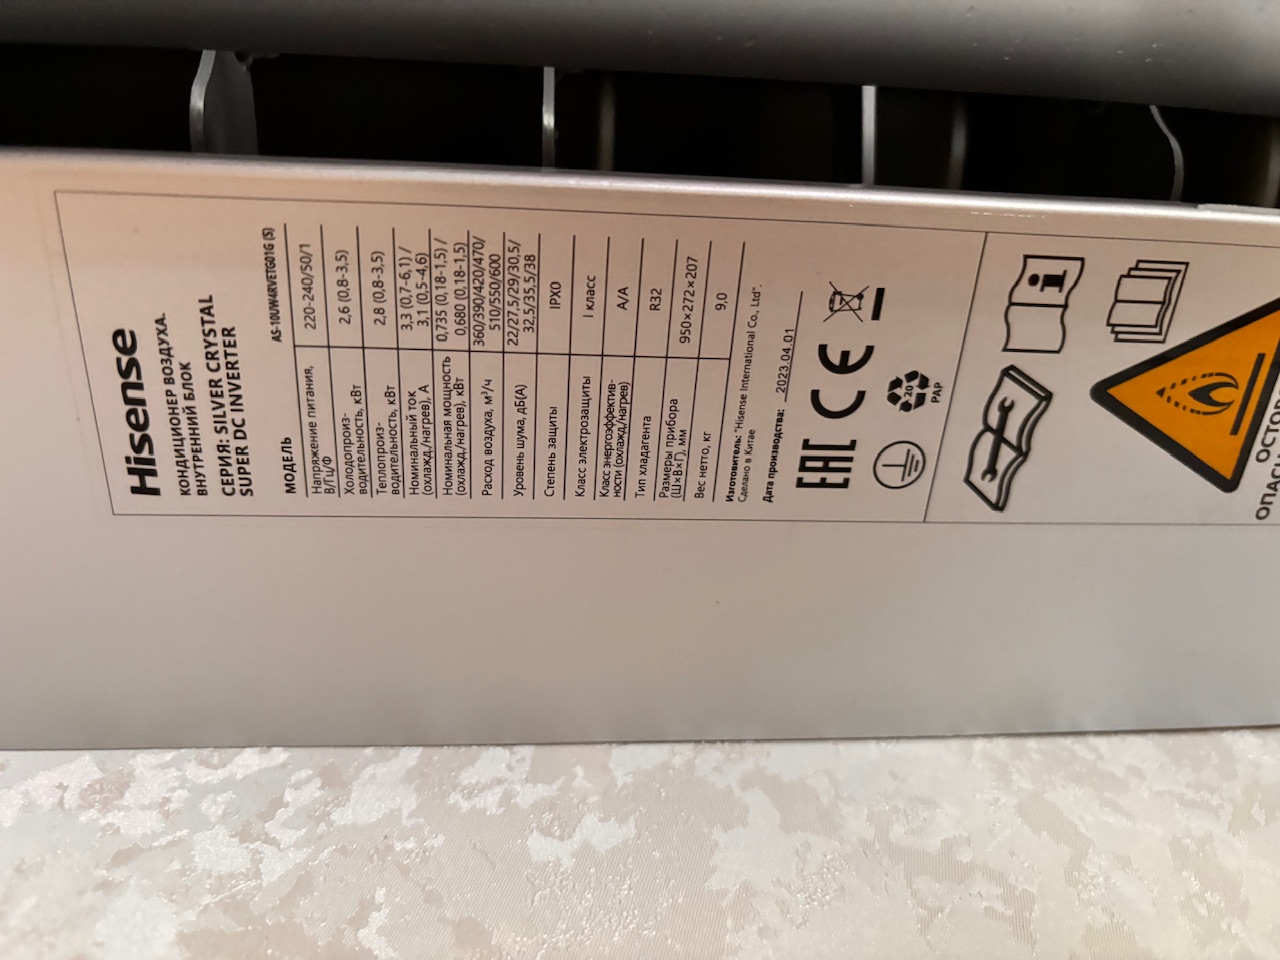 Hisense
КОНДИЦИОНЕР ВОЗДУХА.
ВНУТРЕННИЙ БЛОК
СЕРИЯ: SILVER CRYSTAL
SUPER DC INVERTER
МОДЕЛЬ AS-10UW4RVETG01G (S)
Напряжение питания, В/Гц/Ф 220-240/50/1
Холодопроиз-
водительность, кВт 2,6 (0,8-3,5)
Теплопроиз-
водительность, кВт 2,8 (0,8-3,5)
Номинальный ток 3,3 (0,7-6,1) /
(охлажд./нагрев), А 3,1 (0,5-4,6)
Номинальная мощность 0,735 (0,18-1,5) /
(охлажд./нагрев), кВт 0,680 (0,18-1,5)
Расход воздуха, м³/ч 360/390/420/470/
510/550/600
Уровень шума, дБ(А) 22/27,5/29/30,5/
32,5/35,5/38
Степень защиты IPX0
Класс электрозащиты I класс
Класс энергоэффектив-
ности (охлажд/нагрев) A/A
Тип хладагента R32
Размеры прибора
(Ш×В×Г), мм 950×272×207
Вес нетто, кг 9,0
Изготовитель: "Hisense International Co., Ltd".
Сделано в Китае
Дата производства: 2023.04.01
EAC CE
20
PAP
i